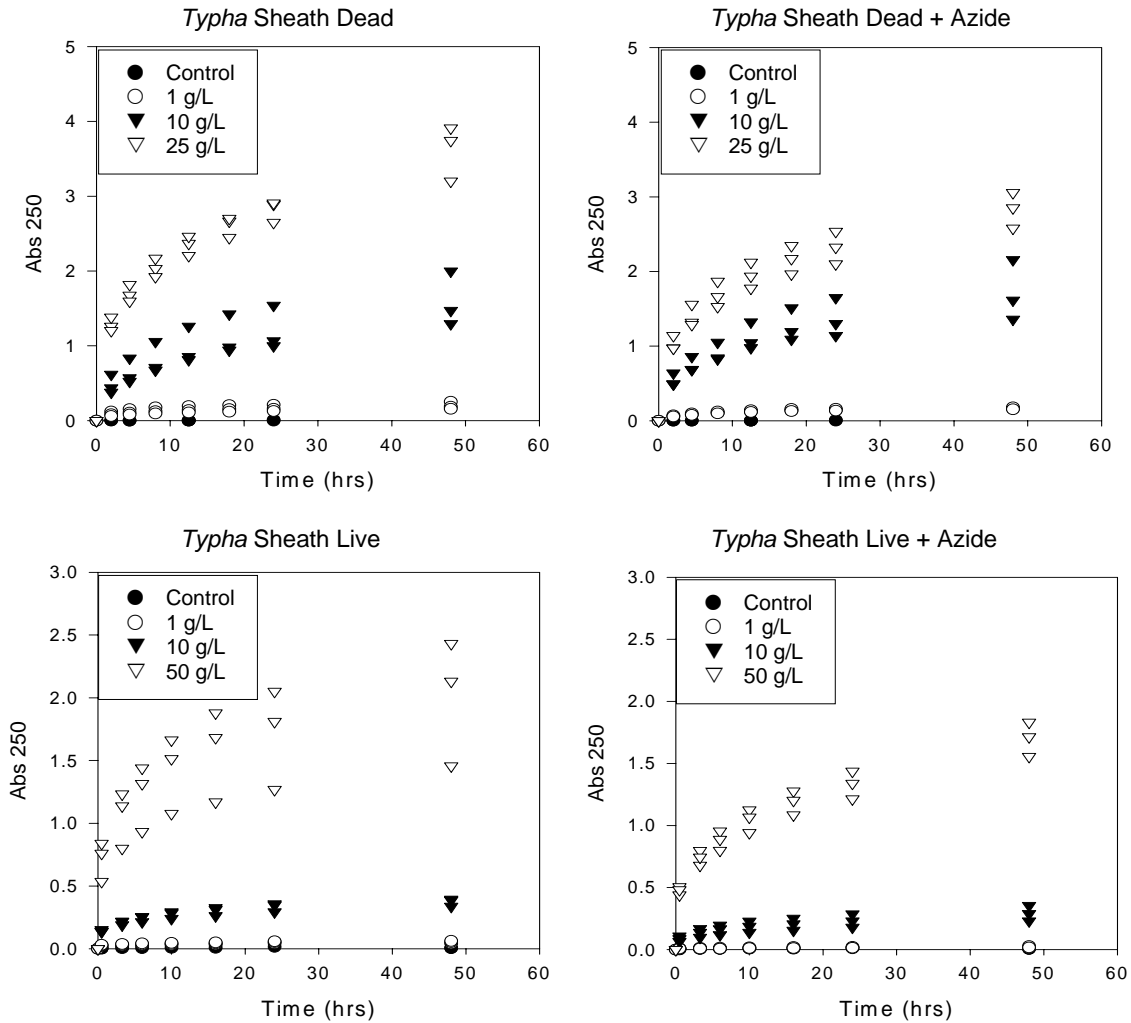 Typha Sheath Dead
5
4
3
2
1
0
Abs 250
Control
1 g/L
10 g/L
25 g/L
0 10 20 30 40 50 60
Time (hrs)
Typha Sheath Dead + Azide
5
4
3
2
1
0
Abs 250
Control
1 g/L
10 g/L
25 g/L
0 10 20 30 40 50 60
Time (hrs)
Typha Sheath Live
3.0
2.5
2.0
1.5
1.0
0.5
0.0
Abs 250
Control
1 g/L
10 g/L
50 g/L
0 10 20 30 40 50 60
Time (hrs)
Typha Sheath Live + Azide
3.0
2.5
2.0
1.5
1.0
0.5
0.0
Abs 250
Control
1 g/L
10 g/L
50 g/L
0 10 20 30 40 50 60
Time (hrs)